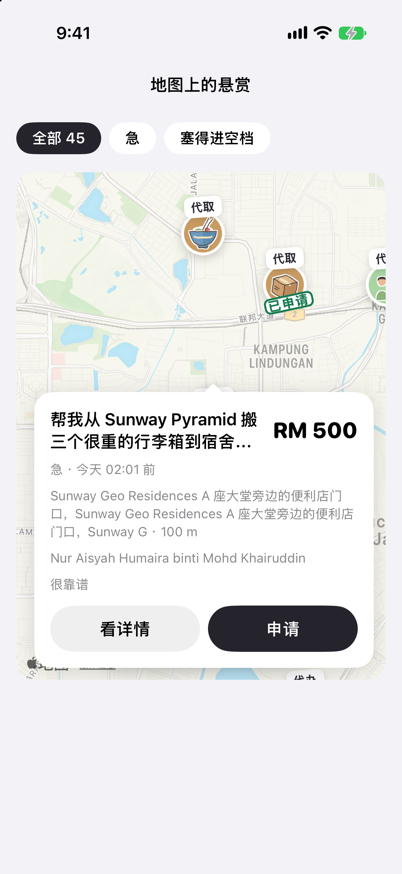 9:41
地图上的悬赏
全部 45
急
塞得进空档
JALA
代取
代取
已申请
联邦大道
2
KAMPUNG
LINDUNGAN
帮我从 Sunway Pyramid 搬
三个很重的行李箱到宿舍…
RM 500
急 · 今天 02:01 前
Sunway Geo Residences A 座大堂旁边的便利店门
口，Sunway Geo Residences A 座大堂旁边的便利店
门口，Sunway G · 100 m
Nur Aisyah Humaira binti Mohd Khairuddin
很靠谱
看详情
申请